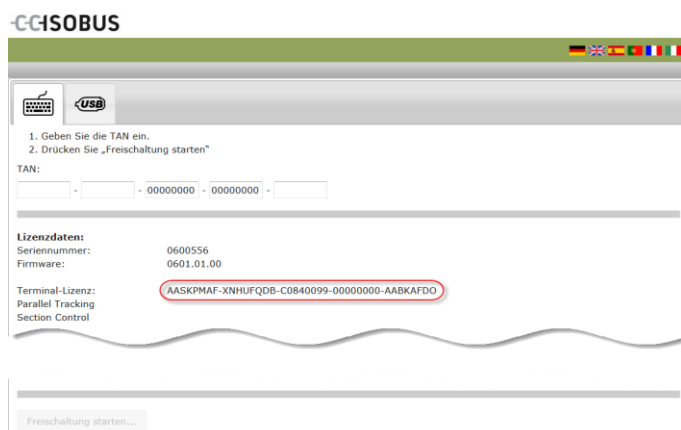 CCISOBUS
USB
1. Geben Sie die TAN ein.
2. Drücken Sie „Freischaltung starten"
TAN:
- - 00000000 - 00000000 -
Lizenzdaten:
Seriennummer: 0600556
Firmware: 0601.01.00
Terminal-Lizenz: AASKPMAF-XNHUFQDB-C0840099-00000000-AABKAFDO
Parallel Tracking
Section Control
Freischaltung starten...